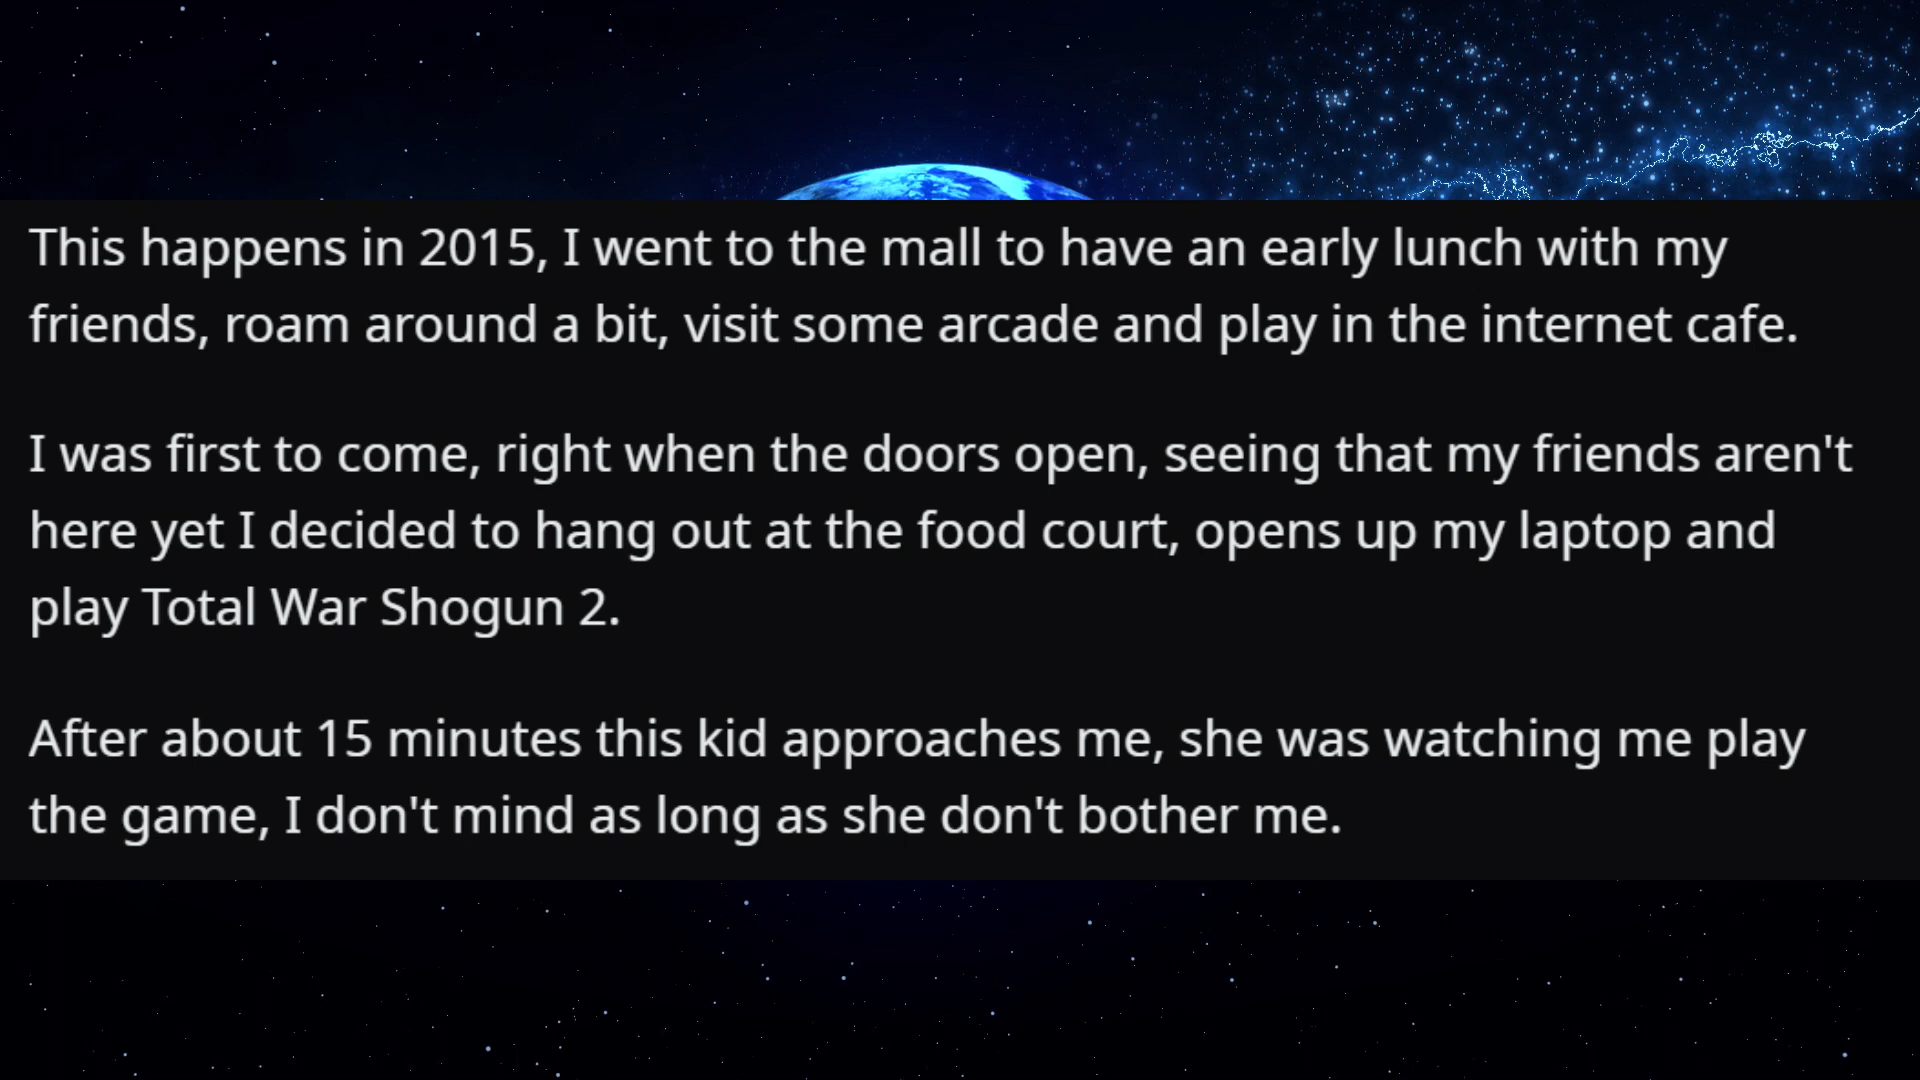 This happens in 2015, I went to the mall to have an early lunch with my
friends, roam around a bit, visit some arcade and play in the internet cafe.
I was first to come, right when the doors open, seeing that my friends aren't
here yet I decided to hang out at the food court, opens up my laptop and
play Total War Shogun 2.
After about 15 minutes this kid approaches me, she was watching me play
the game, I don't mind as long as she don't bother me.